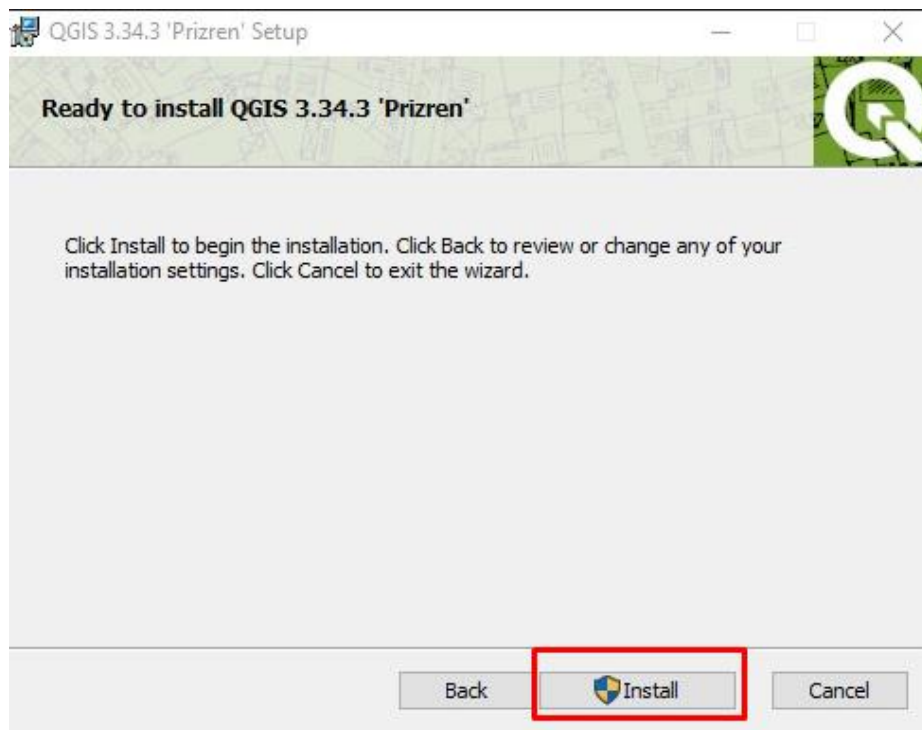 QGIS 3.34.3 'Prizren' Setup
Ready to install QGIS 3.34.3 'Prizren'
Click Install to begin the installation. Click Back to review or change any of your
installation settings. Click Cancel to exit the wizard.
Back Install Cancel